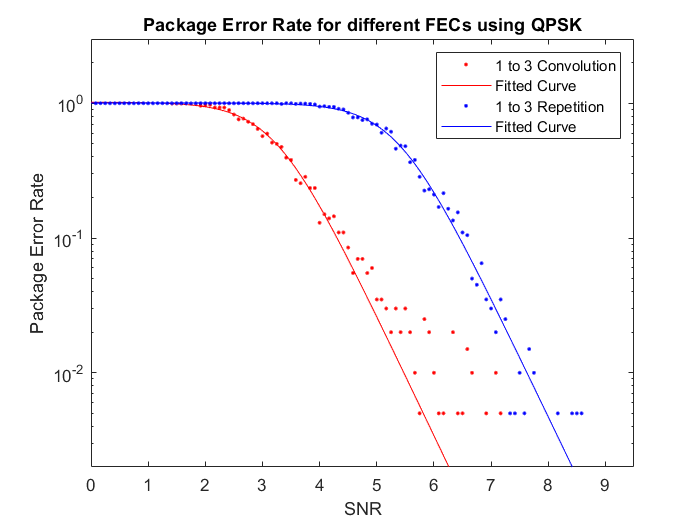 Package Error Rate for different FECs using QPSK
1 to 3 Convolution
Fitted Curve
1 to 3 Repetition
Fitted Curve
Package Error Rate
10^0
10^-1
10^-2
0 1 2 3 4 5 6 7 8 9
SNR